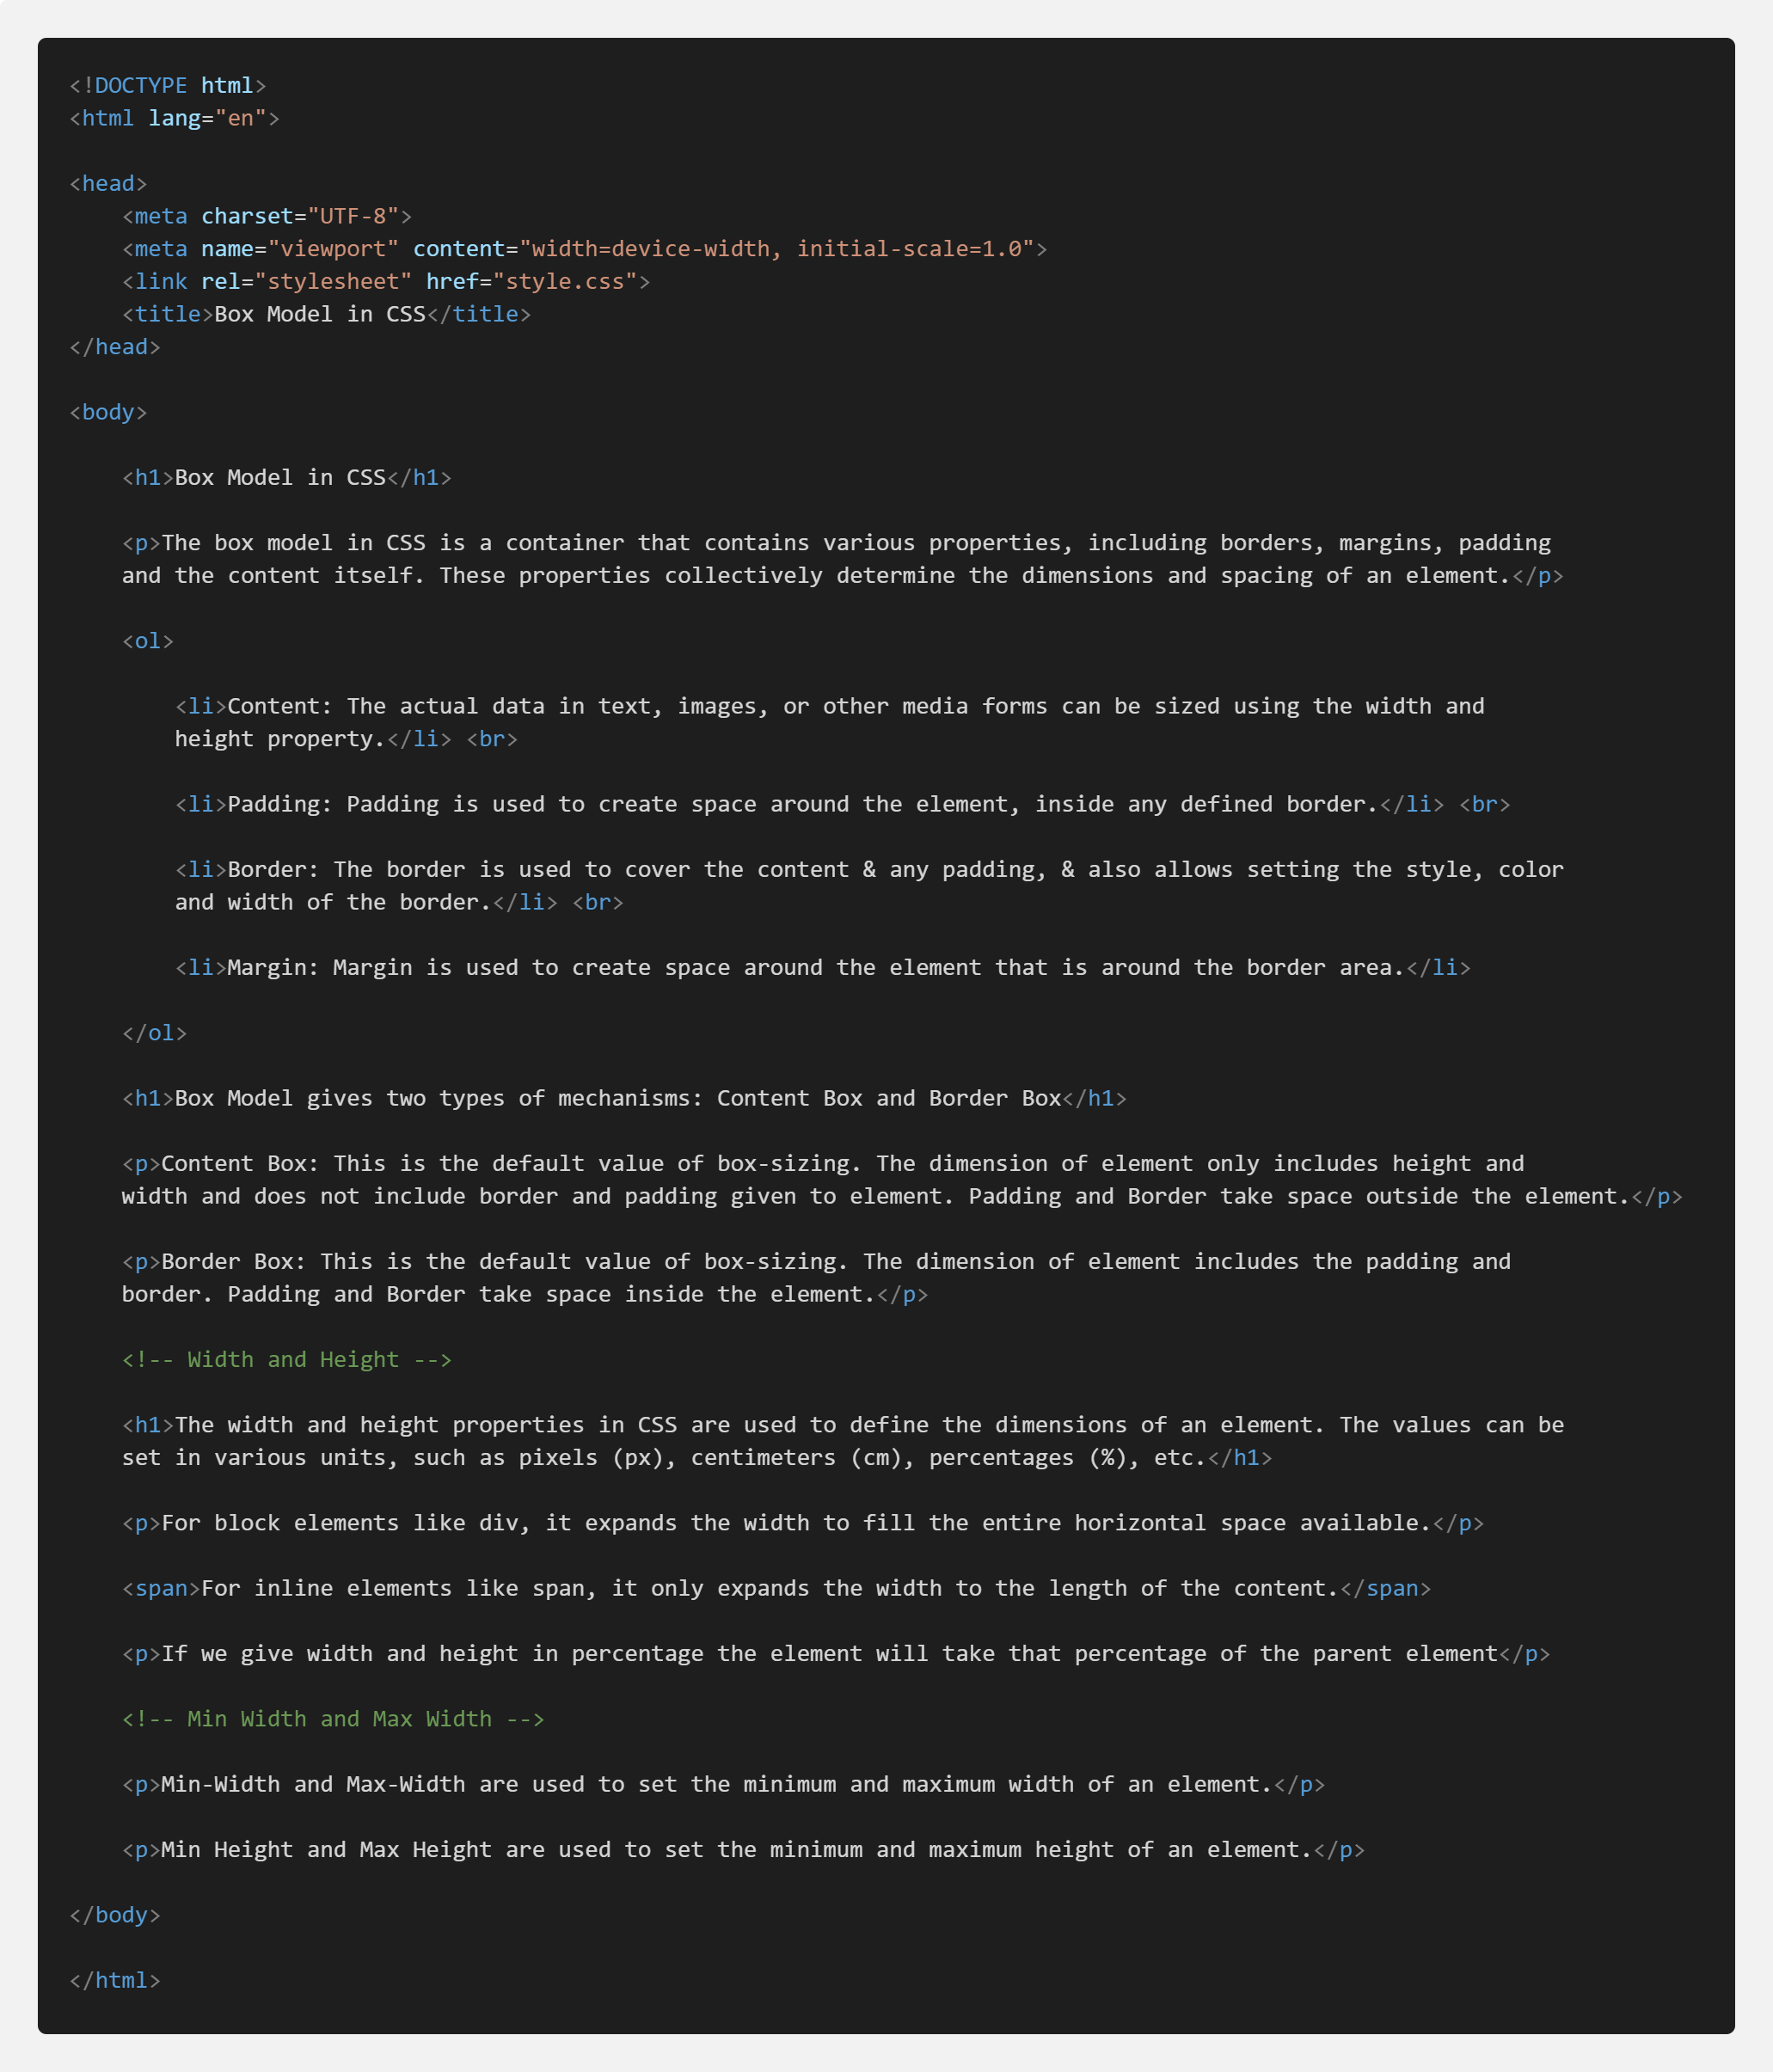 <!DOCTYPE html>
<html lang="en">
<head>
<meta charset="UTF-8">
<meta name="viewport" content="width=device-width, initial-scale=1.0">
<link rel="stylesheet" href="style.css">
<title>Box Model in CSS</title>
</head>
<body>
<h1>Box Model in CSS</h1>
<p>The box model in CSS is a container that contains various properties, including borders, margins, padding
and the content itself. These properties collectively determine the dimensions and spacing of an element.</p>
<ol>
<li>Content: The actual data in text, images, or other media forms can be sized using the width and
height property.</li> <br>
<li>Padding: Padding is used to create space around the element, inside any defined border.</li> <br>
<li>Border: The border is used to cover the content & any padding, & also allows setting the style, color
and width of the border.</li> <br>
<li>Margin: Margin is used to create space around the element that is around the border area.</li>
</ol>
<h1>Box Model gives two types of mechanisms: Content Box and Border Box</h1>
<p>Content Box: This is the default value of box-sizing. The dimension of element only includes height and
width and does not include border and padding given to element. Padding and Border take space outside the element.</p>
<p>Border Box: This is the default value of box-sizing. The dimension of element includes the padding and
border. Padding and Border take space inside the element.</p>
<!-- Width and Height -->
<h1>The width and height properties in CSS are used to define the dimensions of an element. The values can be
set in various units, such as pixels (px), centimeters (cm), percentages (%), etc.</h1>
<p>For block elements like div, it expands the width to fill the entire horizontal space available.</p>
<span>For inline elements like span, it only expands the width to the length of the content.</span>
<p>If we give width and height in percentage the element will take that percentage of the parent element</p>
<!-- Min Width and Max Width -->
<p>Min-Width and Max-Width are used to set the minimum and maximum width of an element.</p>
<p>Min Height and Max Height are used to set the minimum and maximum height of an element.</p>
</body>
</html>